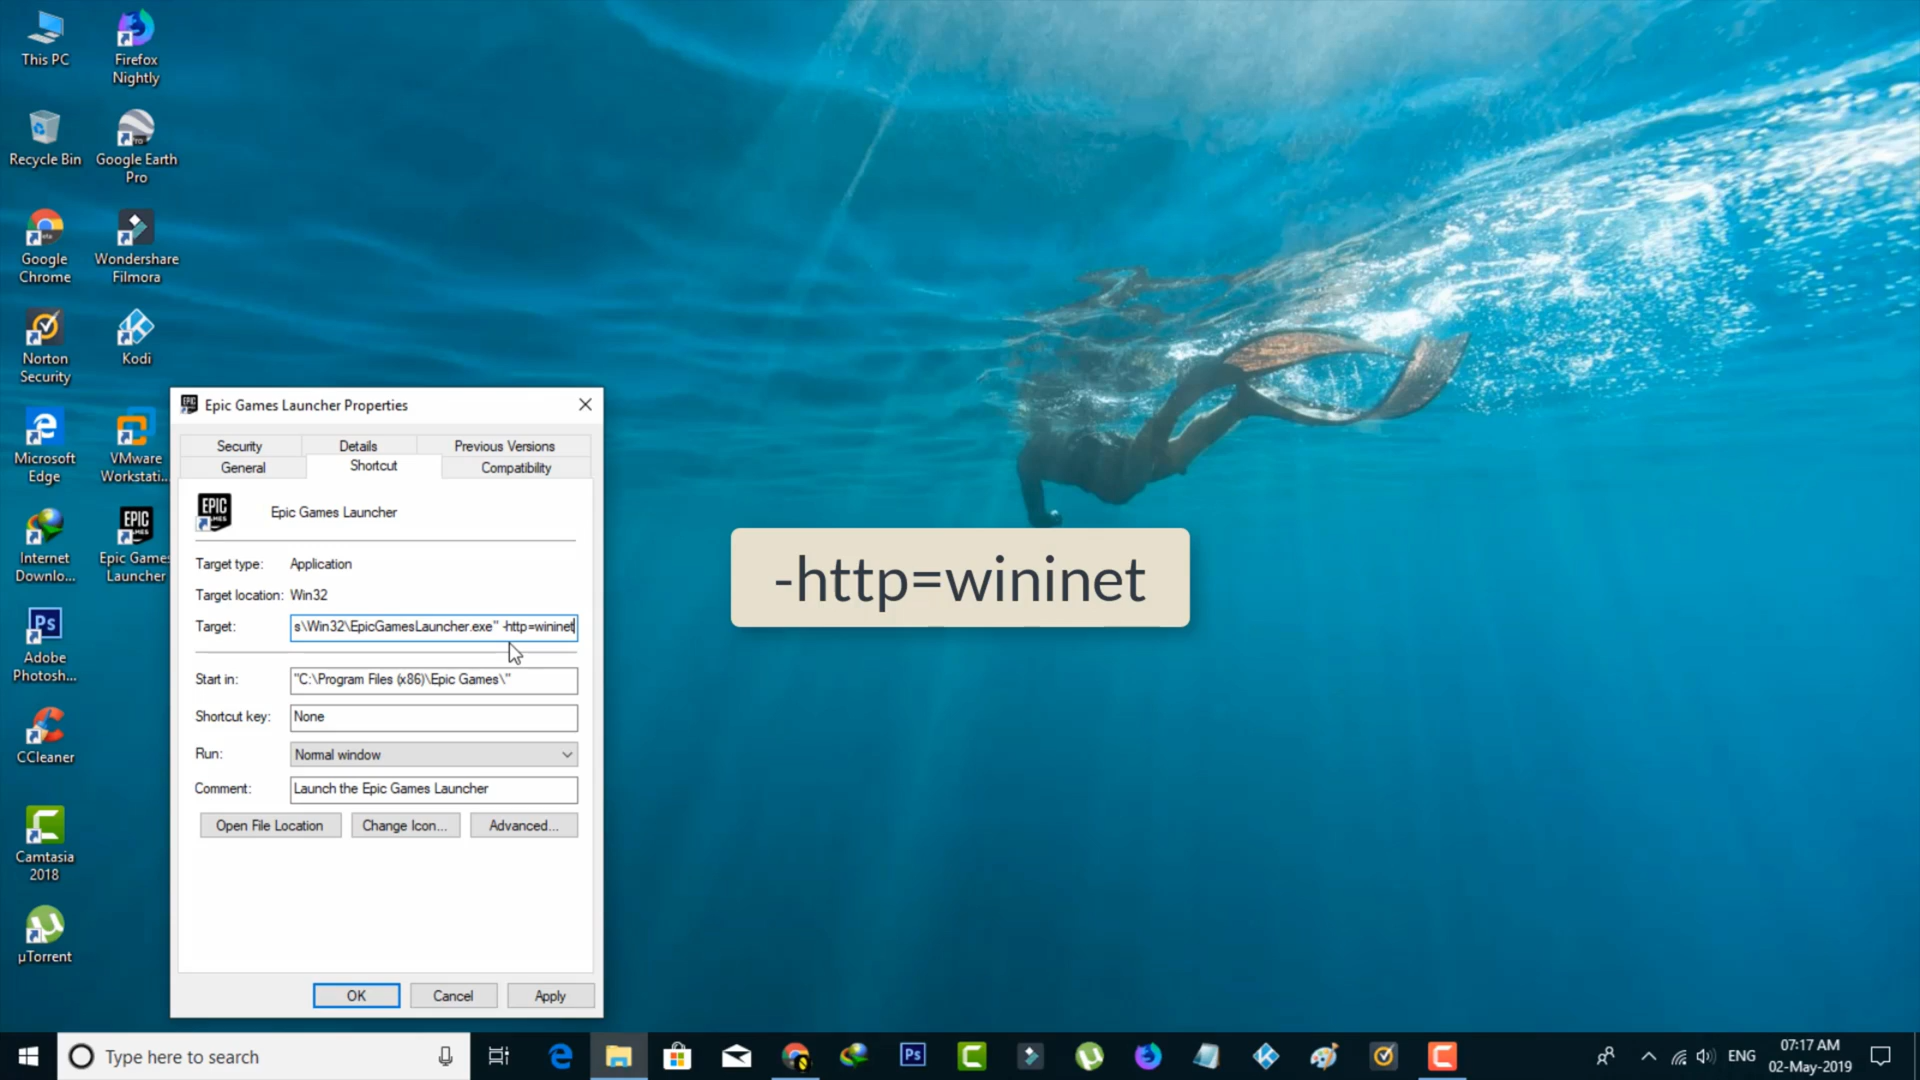 This PC
Firefox
Nightly
Recycle Bin
Google Earth
Pro
Google
Chrome
Wondershare
Filmora
Norton
Security
Kodi
Microsoft
Edge
VMware
Workstati...
Internet
Downlo...
EPIC
GAMES
Epic Games
Launcher
Ps
Adobe
Photosh...
CCleaner
Camtasia
2018
µTorrent
Epic Games Launcher Properties
Security
Details
Previous Versions
General
Shortcut
Compatibility
EPIC
GAMES
Epic Games Launcher
Target type:
Application
Target location:
Win32
Target:
s\Win32\EpicGamesLauncher.exe" -http=wininet
Start in:
"C:\Program Files (x86)\Epic Games\"
Shortcut key:
None
Run:
Normal window
Comment:
Launch the Epic Games Launcher
Open File Location
Change Icon...
Advanced...
OK
Cancel
Apply
-http=wininet
Type here to search
Ps
ENG
07:17 AM
02-May-2019